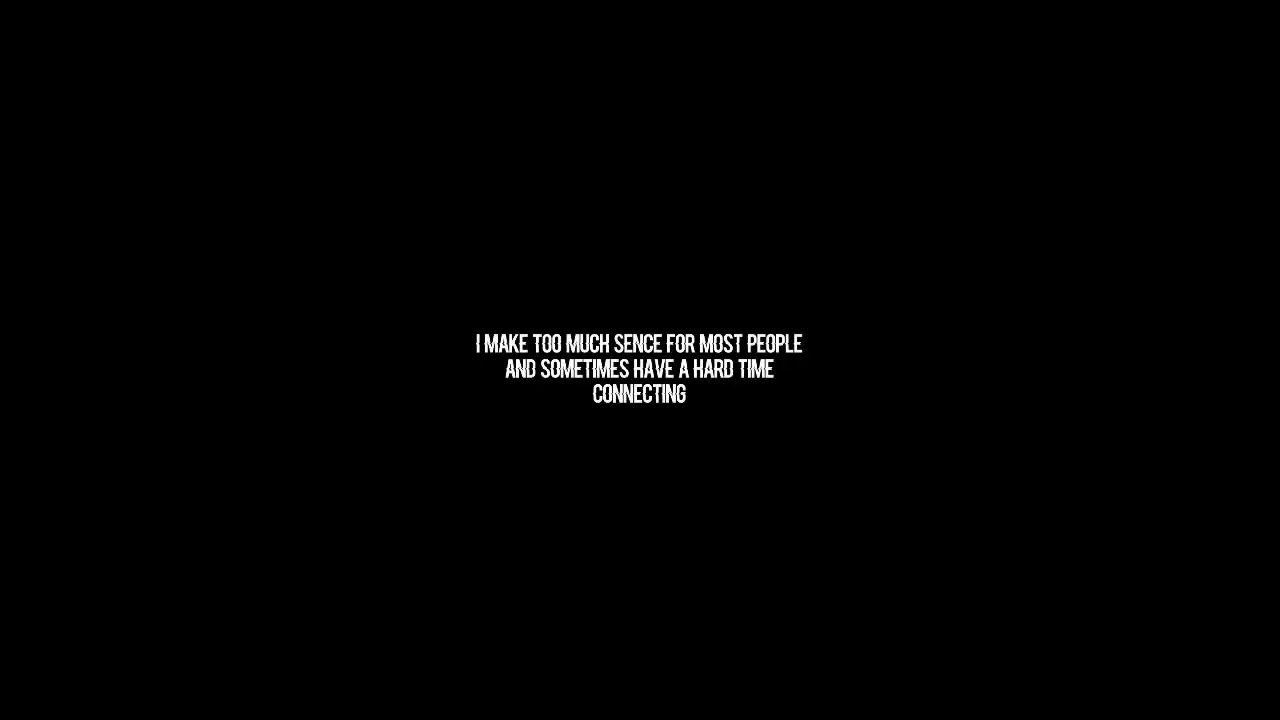 I MAKE TOO MUCH SENCE FOR MOST PEOPLE
AND SOMETIMES HAVE A HARD TIME
CONNECTING